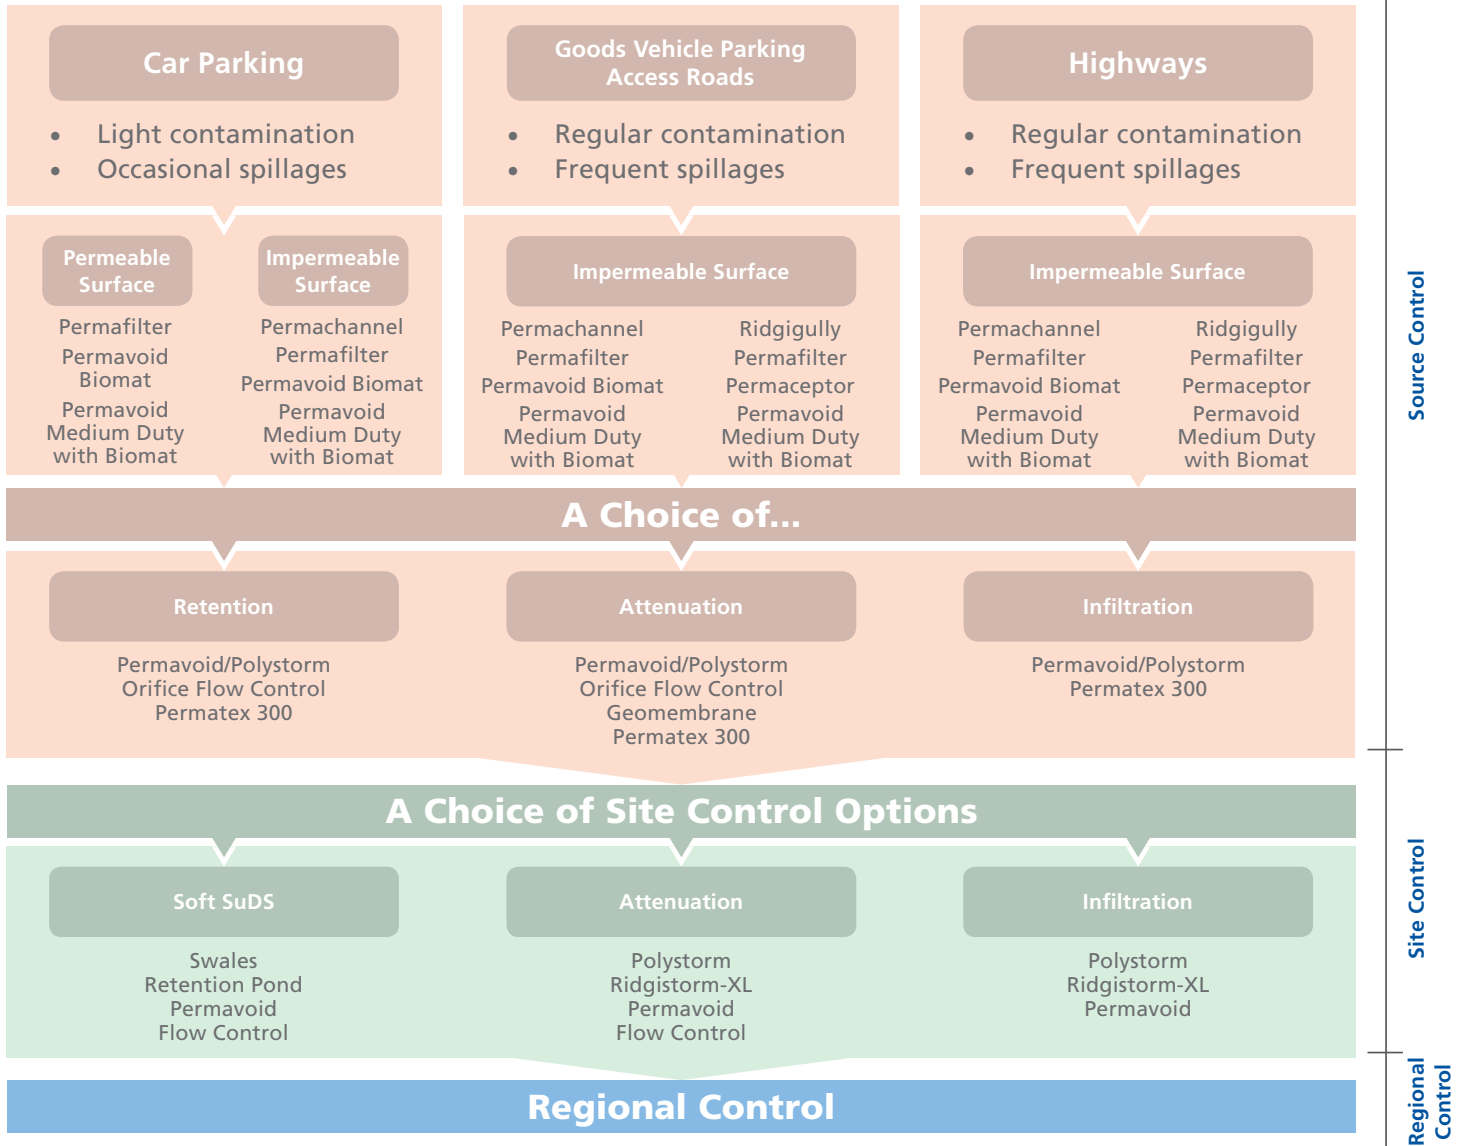 Car Parking
• Light contamination
• Occasional spillages
Goods Vehicle Parking
Access Roads
• Regular contamination
• Frequent spillages
Highways
• Regular contamination
• Frequent spillages
Permeable
Surface
Permafilter
Permavoid
Biomat
Permavoid
Medium Duty
with Biomat
Impermeable
Surface
Permachannel
Permafilter
Permavoid Biomat
Permavoid
Medium Duty
with Biomat
Impermeable Surface
Permachannel
Permafilter
Permavoid Biomat
Permavoid
Medium Duty
with Biomat
Ridgigully
Permafilter
Permaceptor
Permavoid
Medium Duty
with Biomat
Impermeable Surface
Permachannel
Permafilter
Permavoid Biomat
Permavoid
Medium Duty
with Biomat
Ridgigully
Permafilter
Permaceptor
Permavoid
Medium Duty
with Biomat
Source Control
A Choice of...
Retention
Permavoid/Polystorm
Orifice Flow Control
Permatex 300
Attenuation
Permavoid/Polystorm
Orifice Flow Control
Geomembrane
Permatex 300
Infiltration
Permavoid/Polystorm
Permatex 300
A Choice of Site Control Options
Soft SuDS
Swales
Retention Pond
Permavoid
Flow Control
Attenuation
Polystorm
Ridgistorm-XL
Permavoid
Flow Control
Infiltration
Polystorm
Ridgistorm-XL
Permavoid
Site Control
Regional Control
Regional
Control